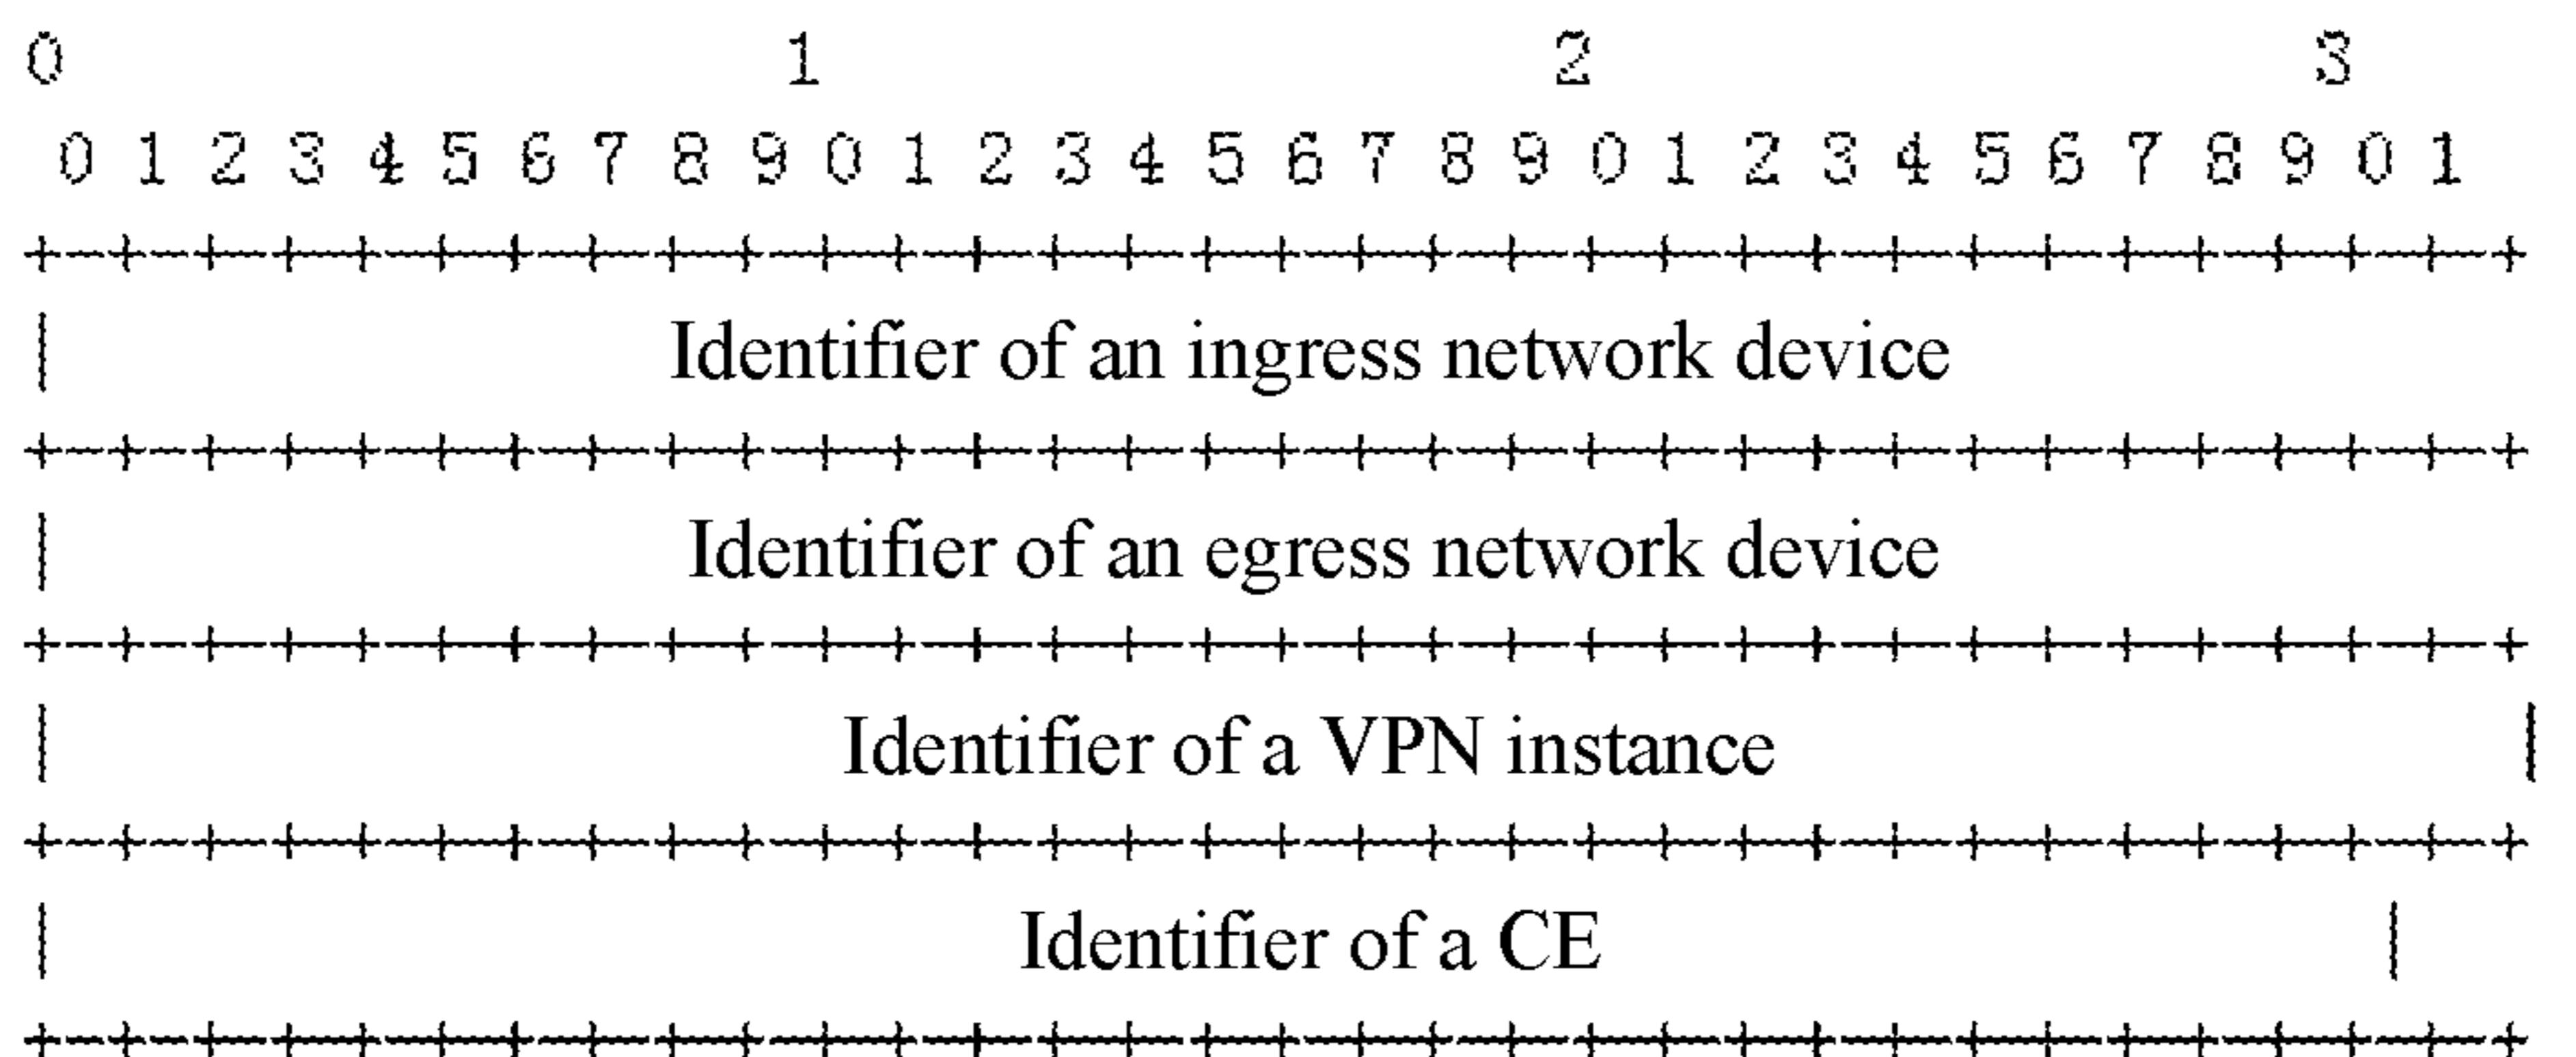 0 1 2 3
0 1 2 3 4 5 6 7 8 9 0 1 2 3 4 5 6 7 8 9 0 1 2 3 4 5 6 7 8 9 0 1
+-+-+-+-+-+-+-+-+-+-+-+-+-+-+-+-+-+-+-+-+-+-+-+-+-+-+-+-+-+-+-+-+
| Identifier of an ingress network device
+-+-+-+-+-+-+-+-+-+-+-+-+-+-+-+-+-+-+-+-+-+-+-+-+-+-+-+-+-+-+-+-+
| Identifier of an egress network device
+-+-+-+-+-+-+-+-+-+-+-+-+-+-+-+-+-+-+-+-+-+-+-+-+-+-+-+-+-+-+-+-+
| Identifier of a VPN instance |
+-+-+-+-+-+-+-+-+-+-+-+-+-+-+-+-+-+-+-+-+-+-+-+-+-+-+-+-+-+-+-+-+
| Identifier of a CE |
+-+-+-+-+-+-+-+-+-+-+-+-+-+-+-+-+-+-+-+-+-+-+-+-+-+-+-+-+-+-+-+-+